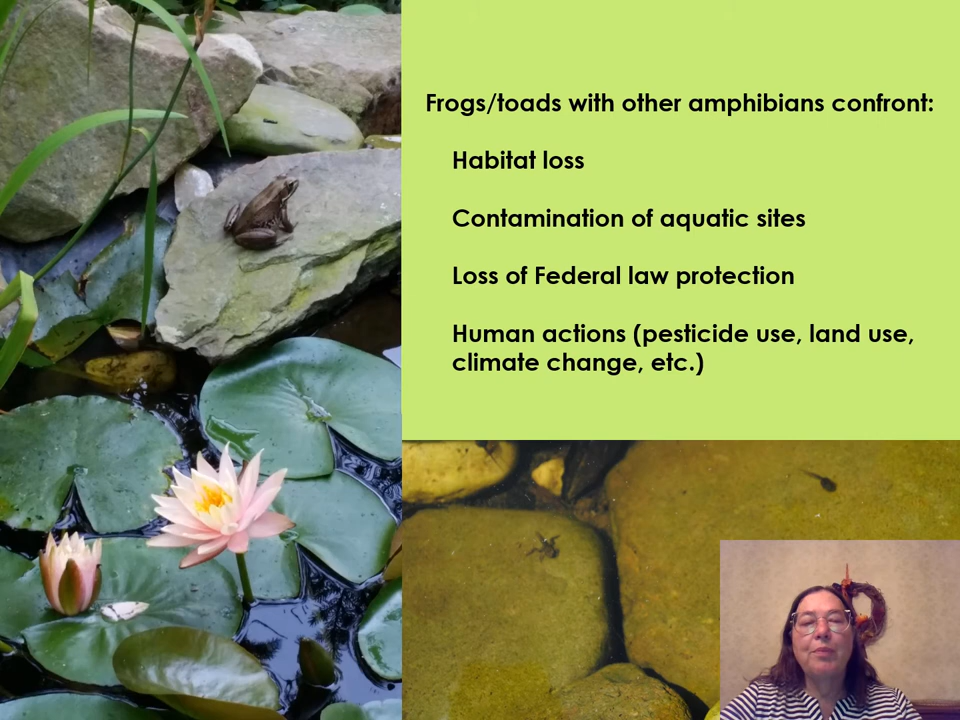 Frogs/toads with other amphibians confront:
Habitat loss
Contamination of aquatic sites
Loss of Federal law protection
Human actions (pesticide use, land use,
climate change, etc.)